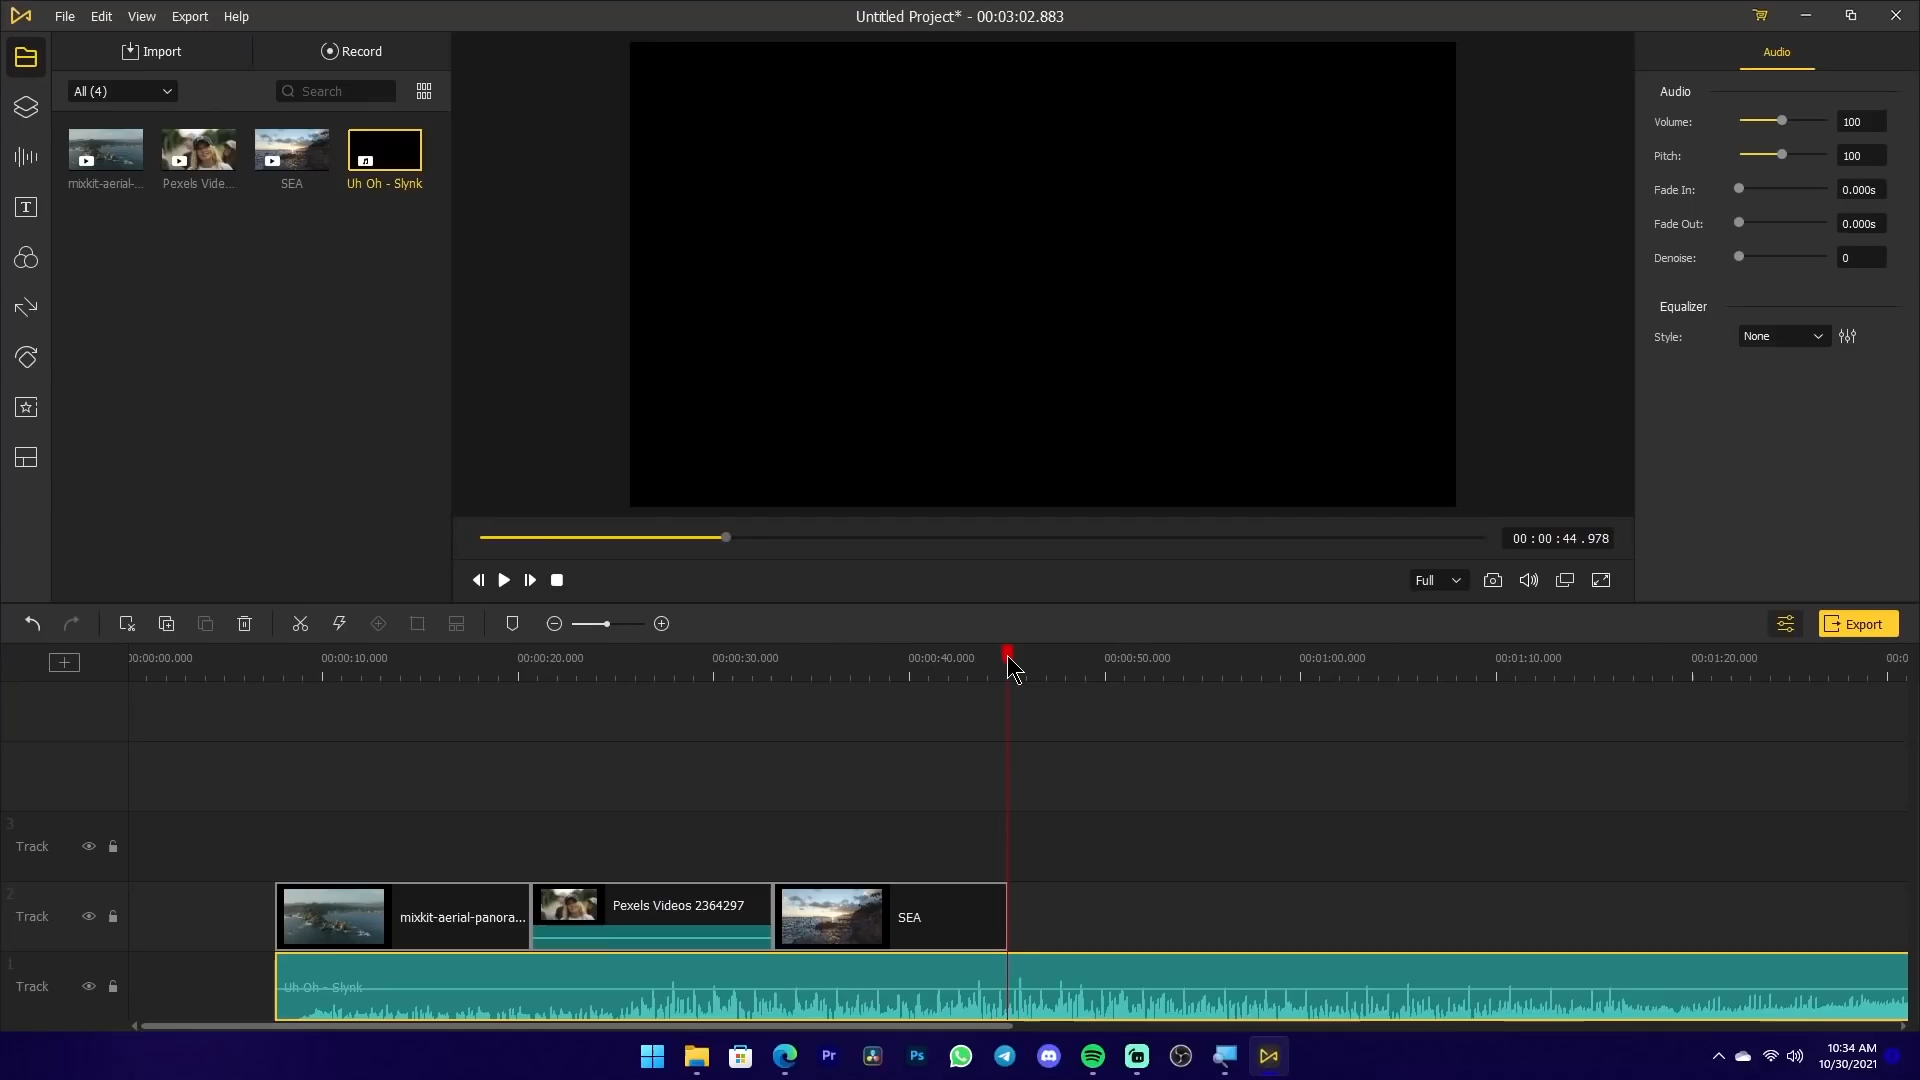 File Edit View Export Help
Untitled Project* - 00:03:02.883
Import
Record
Audio
All (4)
Search
Audio
Volume: 100
Pitch: 100
Fade In: 0.000s
Fade Out: 0.000s
Denoise: 0
Equalizer
Style: None
mixkit-aerial-... Pexels Vide... SEA Uh Oh - Slynk
00 : 00 : 44 . 978
Full
Export
00:00:00.000 00:00:10.000 00:00:20.000 00:00:30.000 00:00:40.000 00:00:50.000 00:01:00.000 00:01:10.000 00:01:20.000 00:0
3
Track
2
Track
mixkit-aerial-panora...
Pexels Videos 2364297
SEA
1
Track
Uh Oh - Slynk
Pr
Ps
10:34 AM
10/30/2021